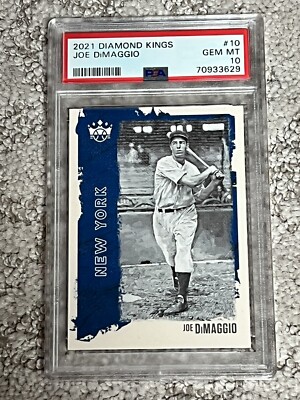 2021 DIAMOND KINGS #10
JOE DiMAGGIO GEM MT
10
PSA 70933629
NEW YORK
JOE DiMAGGIO